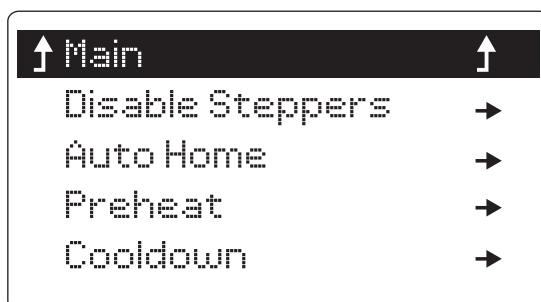 Main
Disable Steppers
Auto Home
Preheat
Cooldown